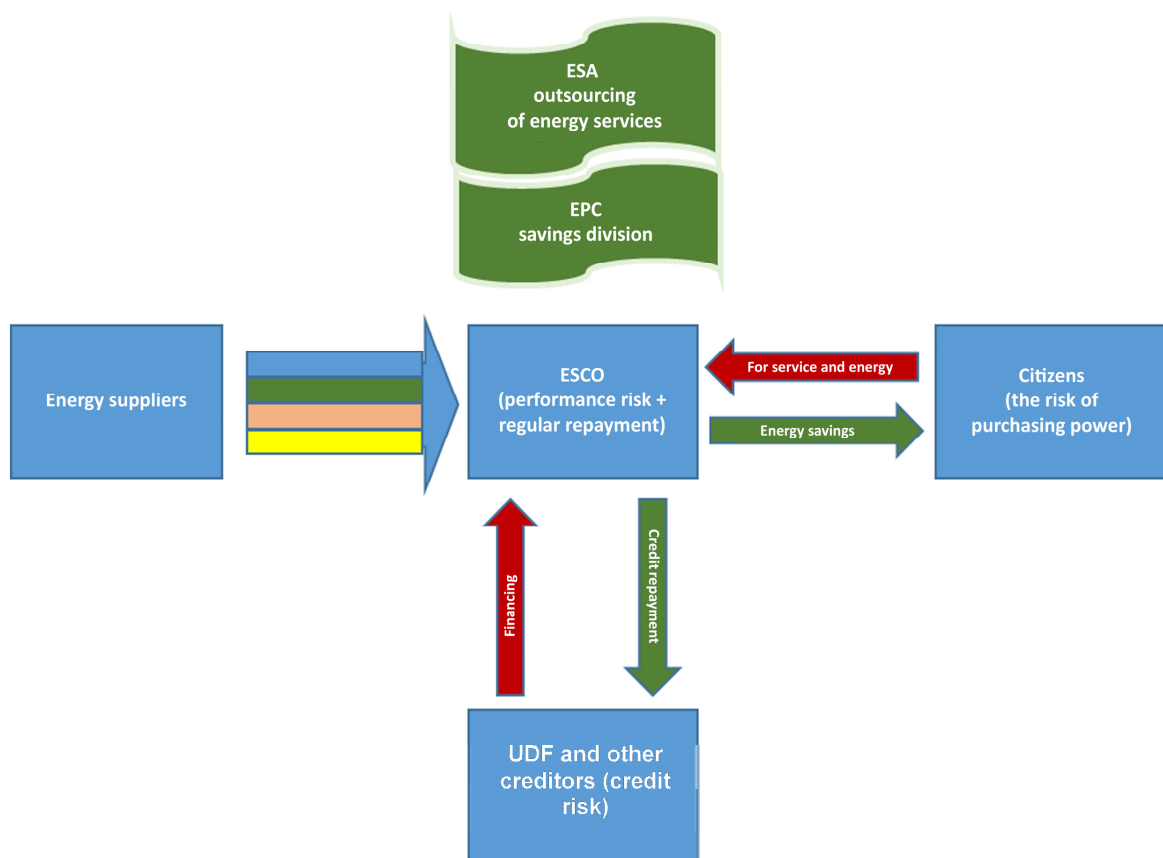 ESA
outsourcing
of energy services
EPC
savings division
Energy suppliers
ESCO
(performance risk +
regular repayment)
For service and energy
Energy savings
Citizens
(the risk of
purchasing power)
Financing
Credit repayment
UDF and other
creditors (credit
risk)